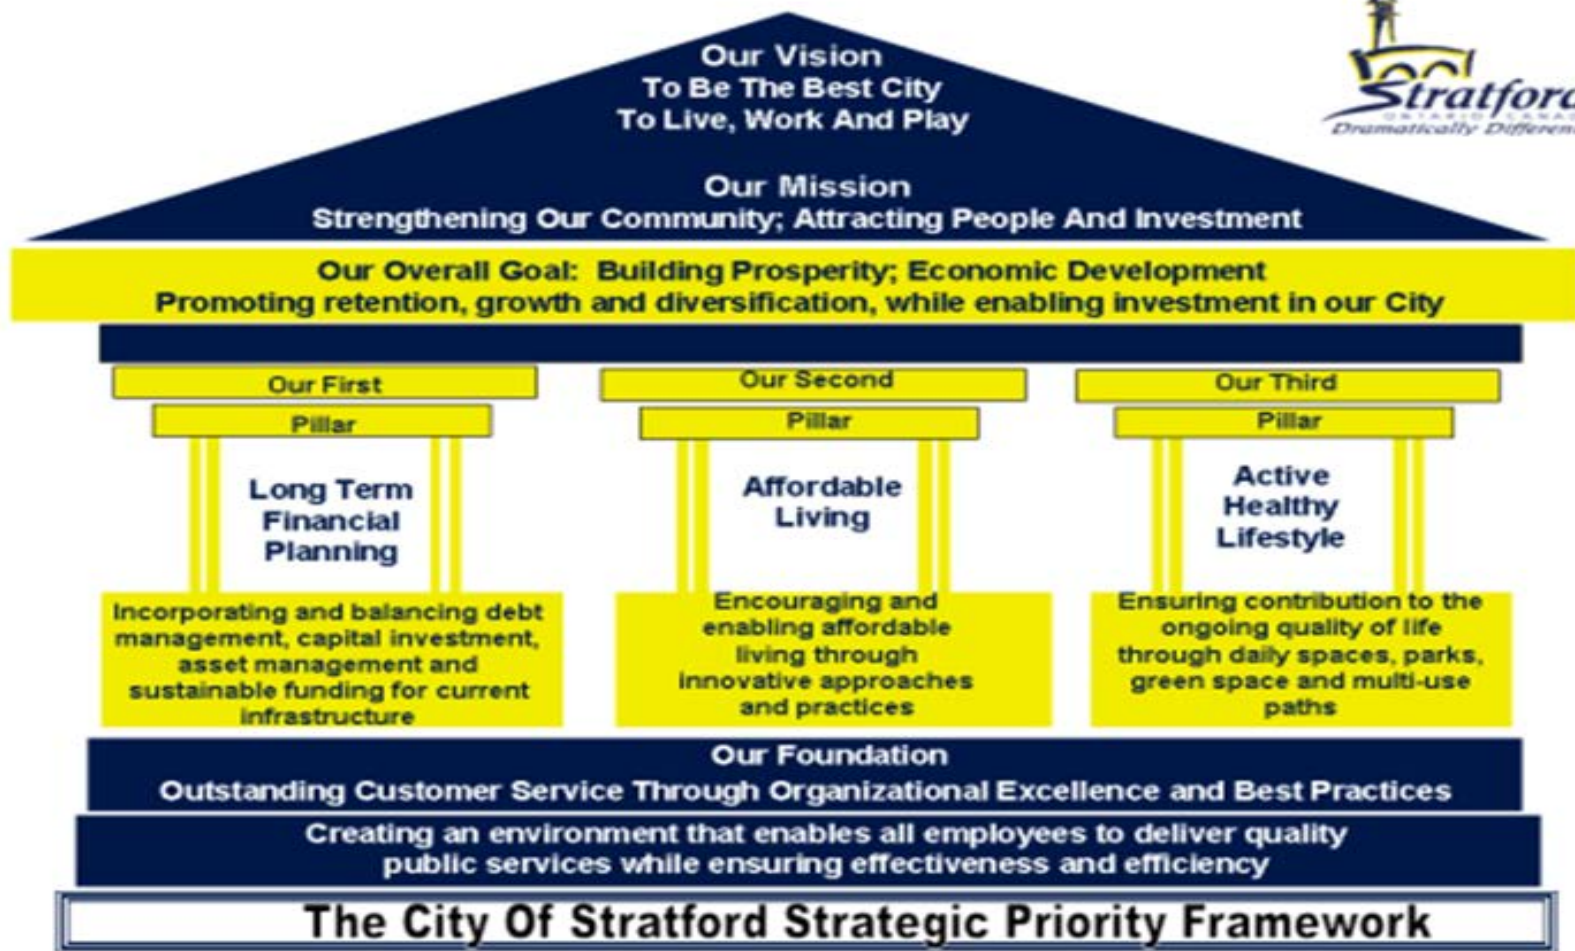 Our Vision
To Be The Best City
To Live, Work And Play
Stratford
ONTARIO CANADA
Dramatically Different
Our Mission
Strengthening Our Community; Attracting People And Investment
Our Overall Goal: Building Prosperity; Economic Development
Promoting retention, growth and diversification, while enabling investment in our City
Our First
Pillar
Long Term
Financial
Planning
Incorporating and balancing debt
management, capital investment,
asset management and
sustainable funding for current
infrastructure
Our Second
Pillar
Affordable
Living
Encouraging and
enabling affordable
living through
innovative approaches
and practices
Our Third
Pillar
Active
Healthy
Lifestyle
Ensuring contribution to the
ongoing quality of life
through daily spaces, parks,
green space and multi-use
paths
Our Foundation
Outstanding Customer Service Through Organizational Excellence and Best Practices
Creating an environment that enables all employees to deliver quality
public services while ensuring effectiveness and efficiency
The City Of Stratford Strategic Priority Framework